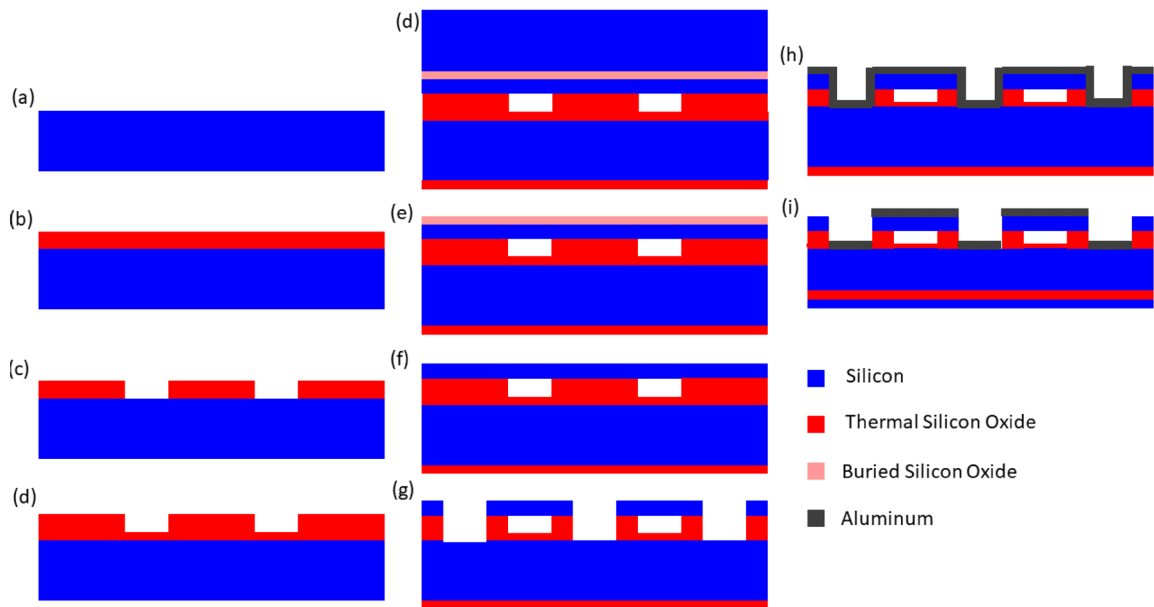 (a)
(b)
(c)
(d)
(d)
(e)
(f)
(g)
(h)
(i)
Silicon
Thermal Silicon Oxide
Buried Silicon Oxide
Aluminum